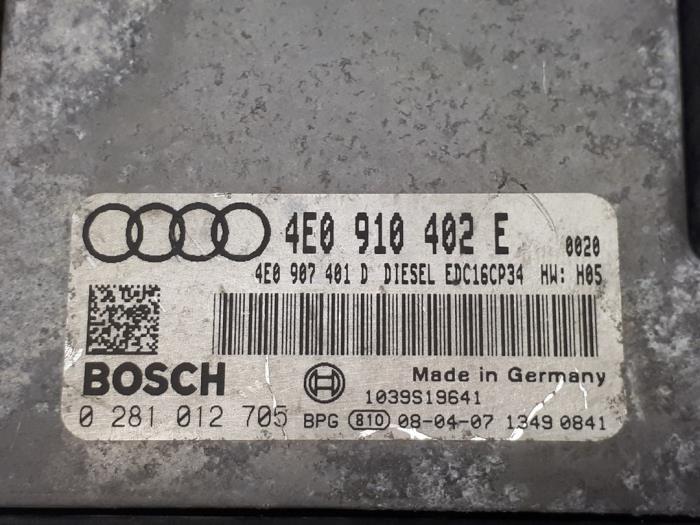 4E0 910 402 E 0020
4E0 907 401 D DIESEL EDC16CP34 HW: H05
BOSCH
Made in Germany
1039S19641
0 281 012 705 BPG 810 08-04-07 1349 0841